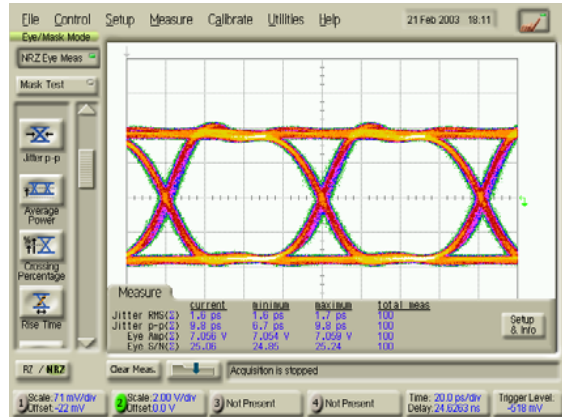 File Control Setup Measure Calibrate Utilities Help 21 Feb 2003 18:11
Eye/Mask Mode
NRZ Eye Meas
Mask Test
Jitter p-p
Average
Power
Crossing
Percentage
Rise Time
Measure
current minimum maximum total meas
Jitter RMS(Σ) 1.6 ps 1.6 ps 1.7 ps 100
Jitter p-p(Σ) 9.8 ps 6.7 ps 9.8 ps 100
Eye Amp(Σ) 7.056 V 7.054 V 7.059 V 100
Eye S/N(Σ) 25.06 24.85 25.24 100
Setup
& Info
RZ / NRZ
Clear Meas.
Acquisition is stopped
1 Scale:71 mV/div
Offset:-22 mV
2 Scale:2.00 V/div
Offset:0.0 V
3 Not Present
4 Not Present
Time:20.0 ps/div
Delay:24.6263 ns
Trigger Level:
-518 mV